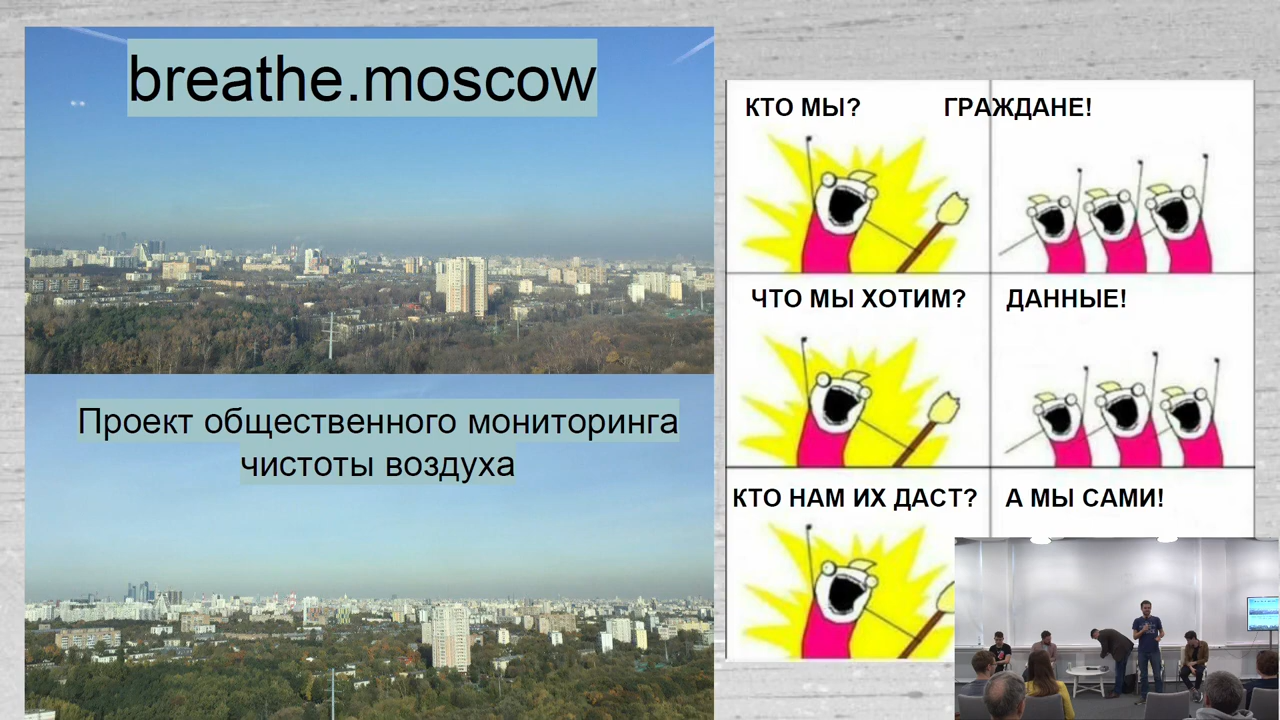 breathe.moscow
Проект общественного мониторинга
чистоты воздуха
КТО МЫ? ГРАЖДАНЕ!
ЧТО МЫ ХОТИМ? ДАННЫЕ!
КТО НАМ ИХ ДАСТ? А МЫ САМИ!